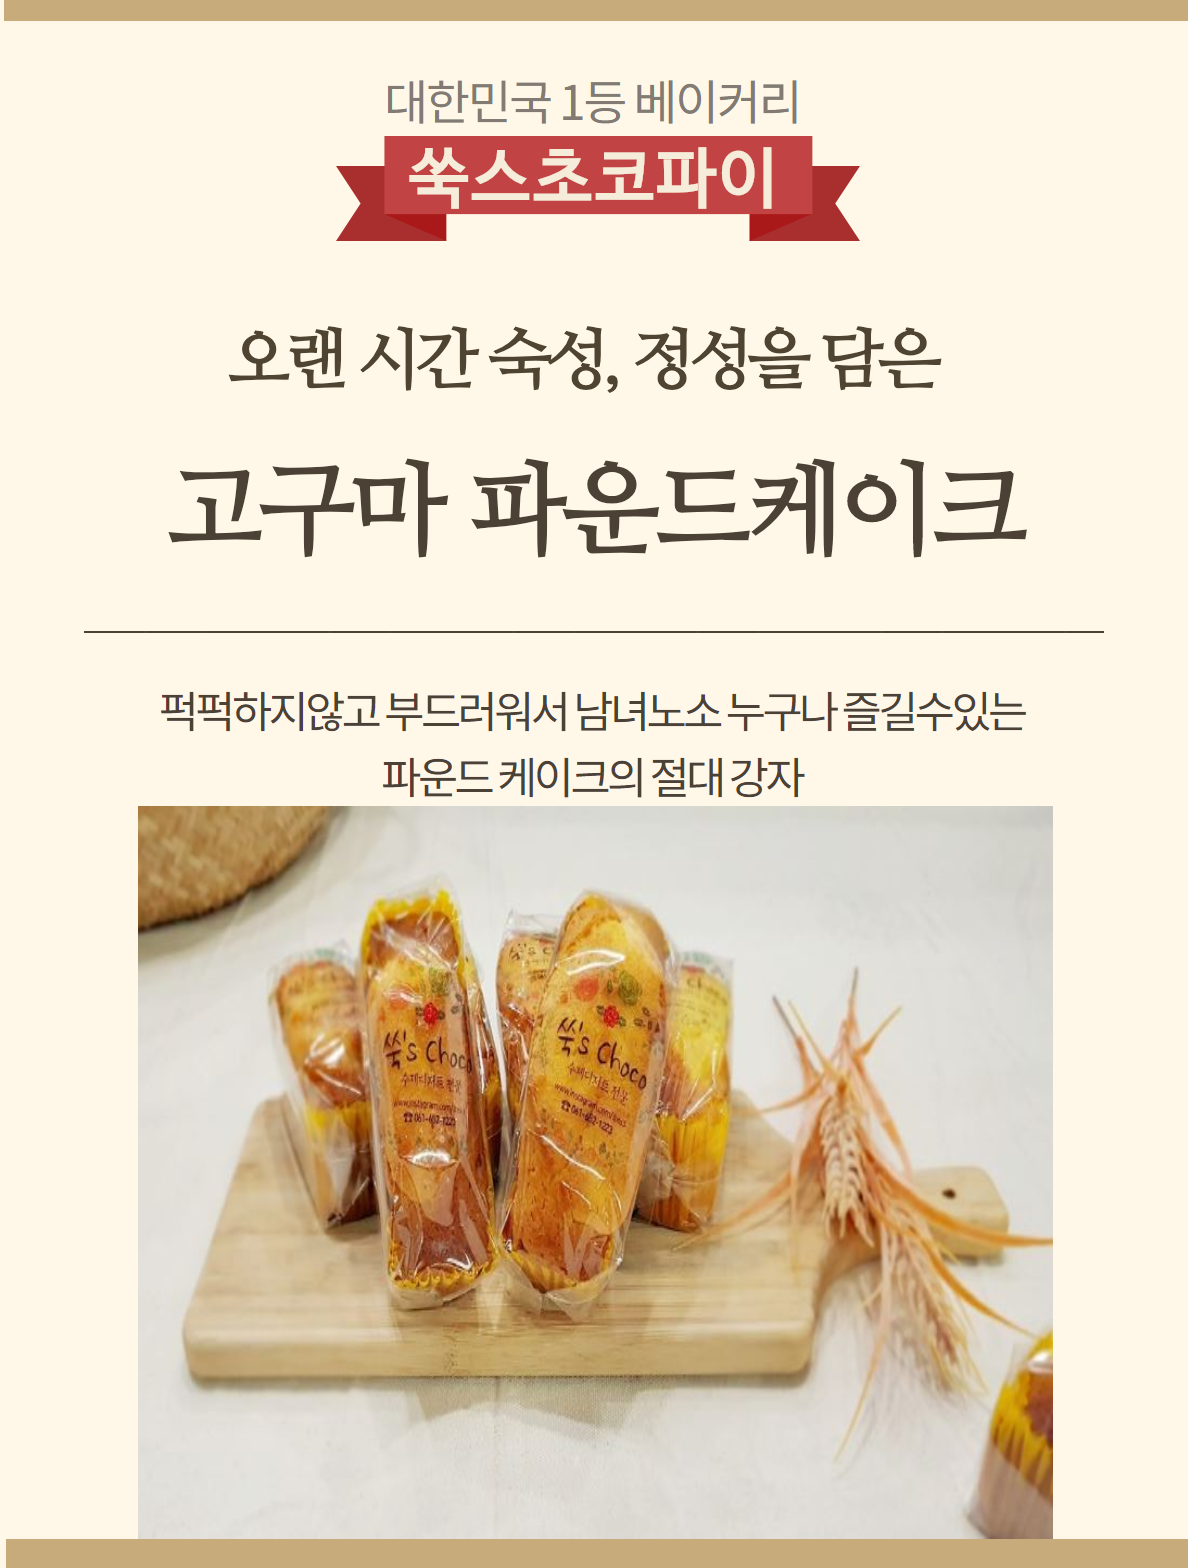 대한민국 1등 베이커리
쑥스초코파이
오랜 시간 숙성, 정성을 담은
고구마 파운드케이크
퍽퍽하지않고 부드러워서 남녀노소 누구나 즐길수있는
파운드 케이크의 절대 강자
쑥's Choco
수제디저트 전문
쑥's Choco
수제디저트 전문